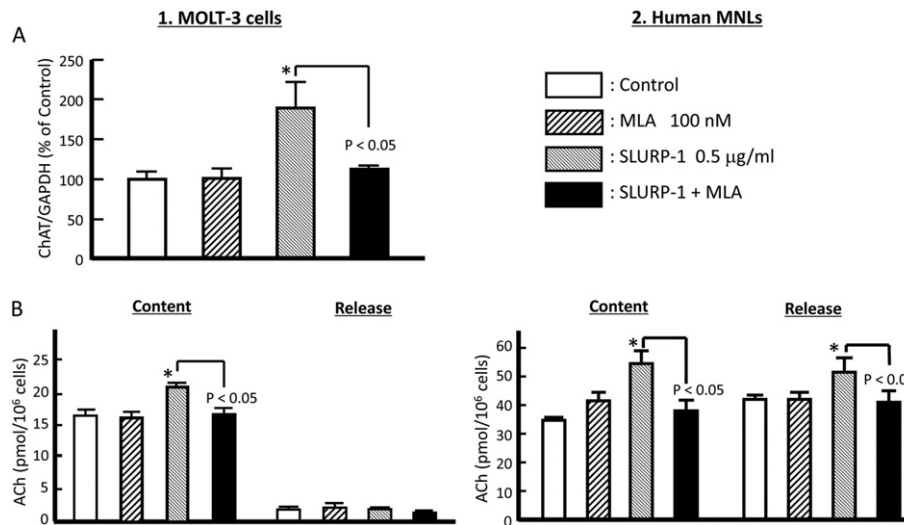 1. MOLT-3 cells
2. Human MNLs
A
ChAT/GAPDH (% of Control)
250
200
150
100
50
0
*
P < 0.05
: Control
: MLA 100 nM
: SLURP-1 0.5 µg/ml
: SLURP-1 + MLA
B
Content
Release
ACh (pmol/10⁶ cells)
25
20
15
10
5
0
*
P < 0.05
Content
Release
ACh (pmol/10⁶ cells)
60
50
40
30
20
10
0
*
P < 0.05
*
P < 0.0